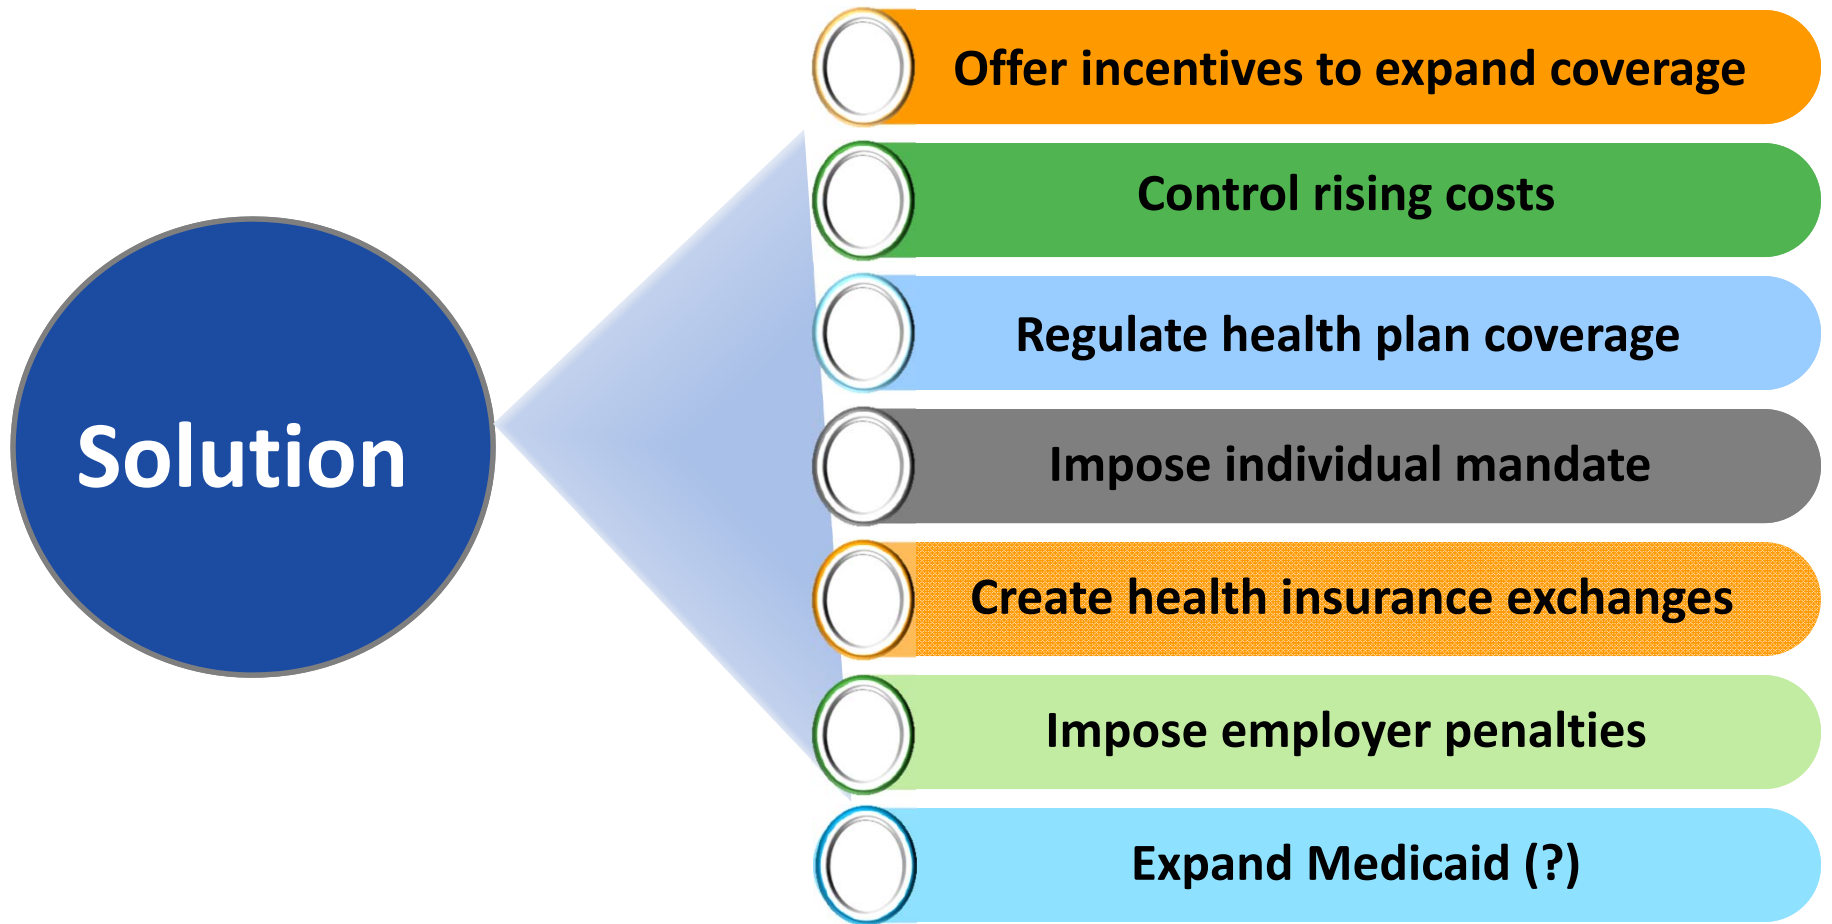 Solution
Offer incentives to expand coverage
Control rising costs
Regulate health plan coverage
Impose individual mandate
Create health insurance exchanges
Impose employer penalties
Expand Medicaid (?)